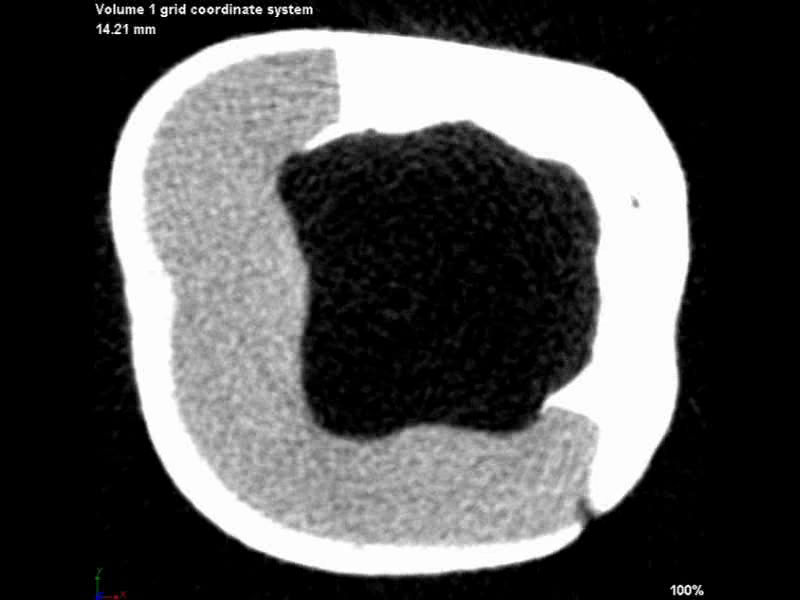 Volume 1 grid coordinate system
14.21 mm
y
x
100%